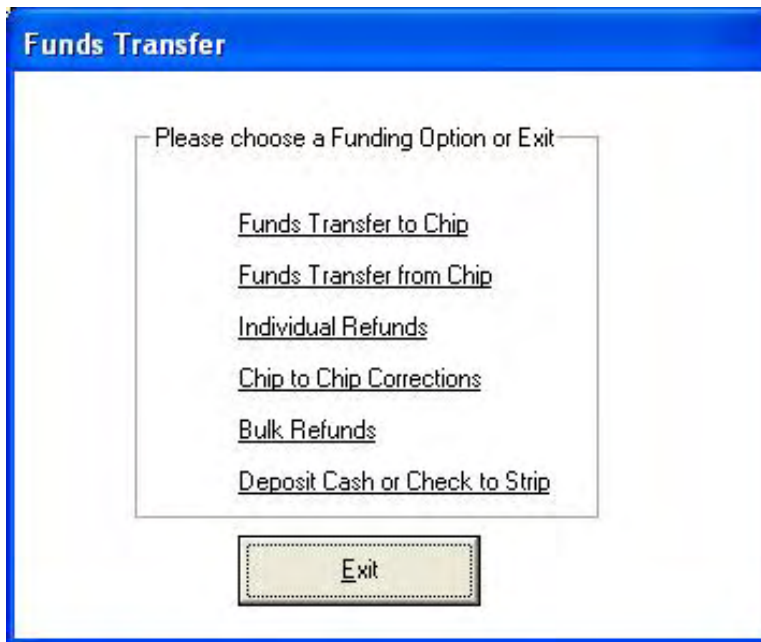 Funds Transfer
Please choose a Funding Option or Exit
Funds Transfer to Chip
Funds Transfer from Chip
Individual Refunds
Chip to Chip Corrections
Bulk Refunds
Deposit Cash or Check to Strip
Exit